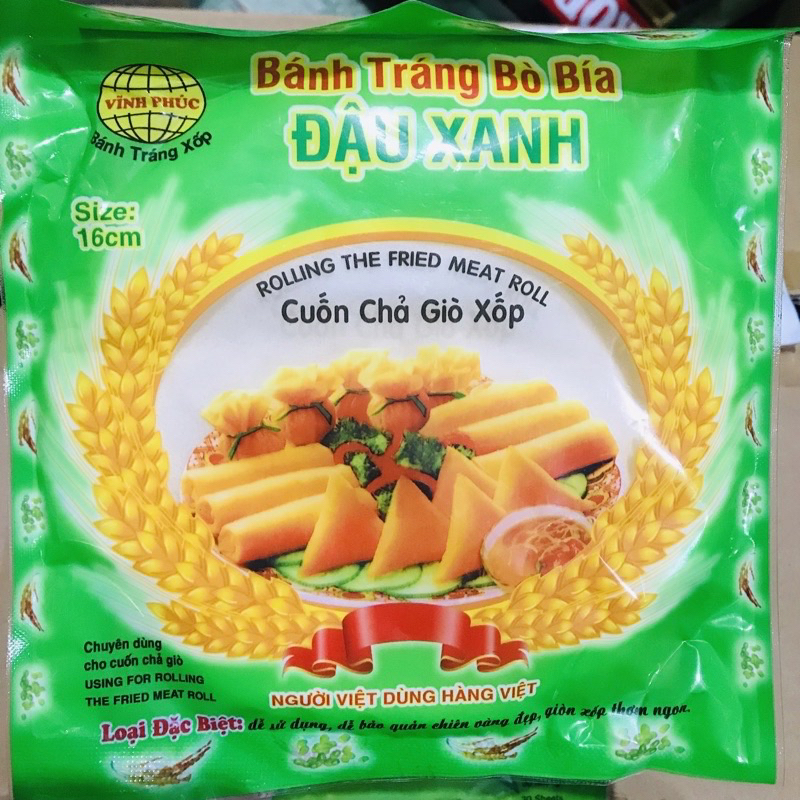 VĨNH PHÚC
Bánh Tráng Xốp
Bánh Tráng Bò Bía
ĐẬU XANH
Size:
16cm
ROLLING THE FRIED MEAT ROLL
Cuốn Chả Giò Xốp
Chuyên dùng
cho cuốn chả giò
USING FOR ROLLING
THE FRIED MEAT ROLL
NGƯỜI VIỆT DÙNG HÀNG VIỆT
Loại Đặc Biệt: dễ sử dụng, dễ bảo quản chiên vàng đẹp, giòn xốp thơm ngon.